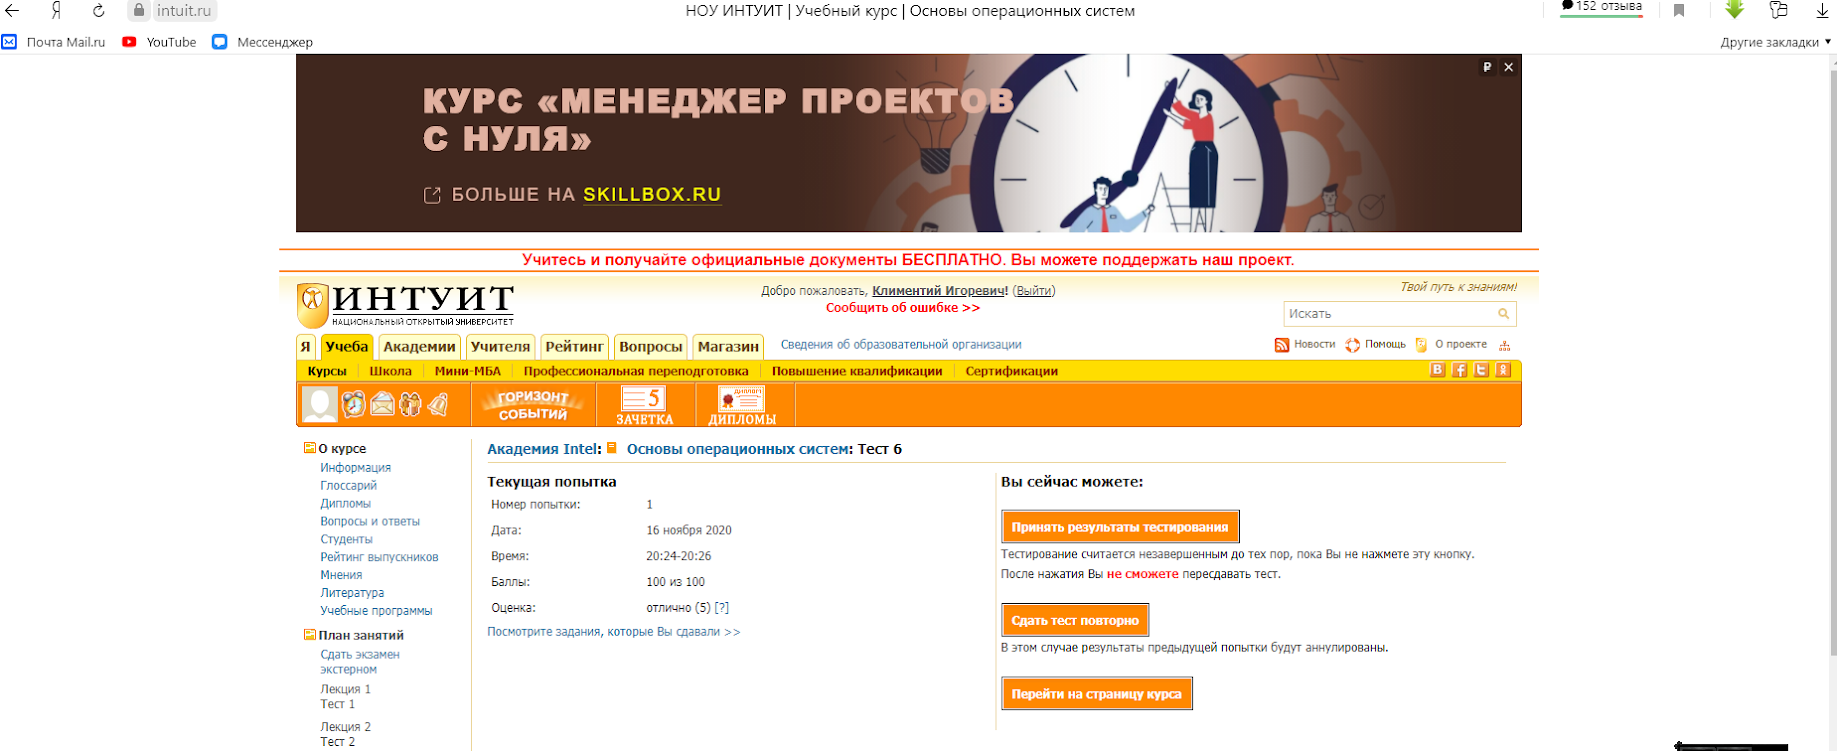 intuit.ru
НОУ ИНТУИТ | Учебный курс | Основы операционных систем
152 отзыва
Почта Mail.ru
YouTube
Мессенджер
Другие закладки
КУРС «МЕНЕДЖЕР ПРОЕКТОВ
С НУЛЯ»
БОЛЬШЕ НА SKILLBOX.RU
Учитесь и получайте официальные документы БЕСПЛАТНО. Вы можете поддержать наш проект.
ИНТУИТ
НАЦИОНАЛЬНЫЙ ОТКРЫТЫЙ УНИВЕРСИТЕТ
Добро пожаловать, Климентий Игоревич! (Выйти)
Сообщить об ошибке >>
Твой путь к знаниям!
Искать
Я Учеба Академии Учителя Рейтинг Вопросы Магазин Сведения об образовательной организации
Новости Помощь О проекте
Курсы Школа Мини-МБА Профессиональная переподготовка Повышение квалификации Сертификации
ГОРИЗОНТ
СОБЫТИЙ
5
ЗАЧЕТКА
ДИПЛОМ
ДИПЛОМЫ
О курсе
Информация
Глоссарий
Дипломы
Вопросы и ответы
Студенты
Рейтинг выпускников
Мнения
Литература
Учебные программы
План занятий
Сдать экзамен
экстерном
Лекция 1
Тест 1
Лекция 2
Тест 2
Академия Intel: Основы операционных систем: Тест 6
Текущая попытка
Номер попытки: 1
Дата: 16 ноября 2020
Время: 20:24-20:26
Баллы: 100 из 100
Оценка: отлично (5) [?]
Посмотрите задания, которые Вы сдавали >>
Вы сейчас можете:
Принять результаты тестирования
Тестирование считается незавершенным до тех пор, пока Вы не нажмете эту кнопку.
После нажатия Вы не сможете пересдавать тест.
Сдать тест повторно
В этом случае результаты предыдущей попытки будут аннулированы.
Перейти на страницу курса